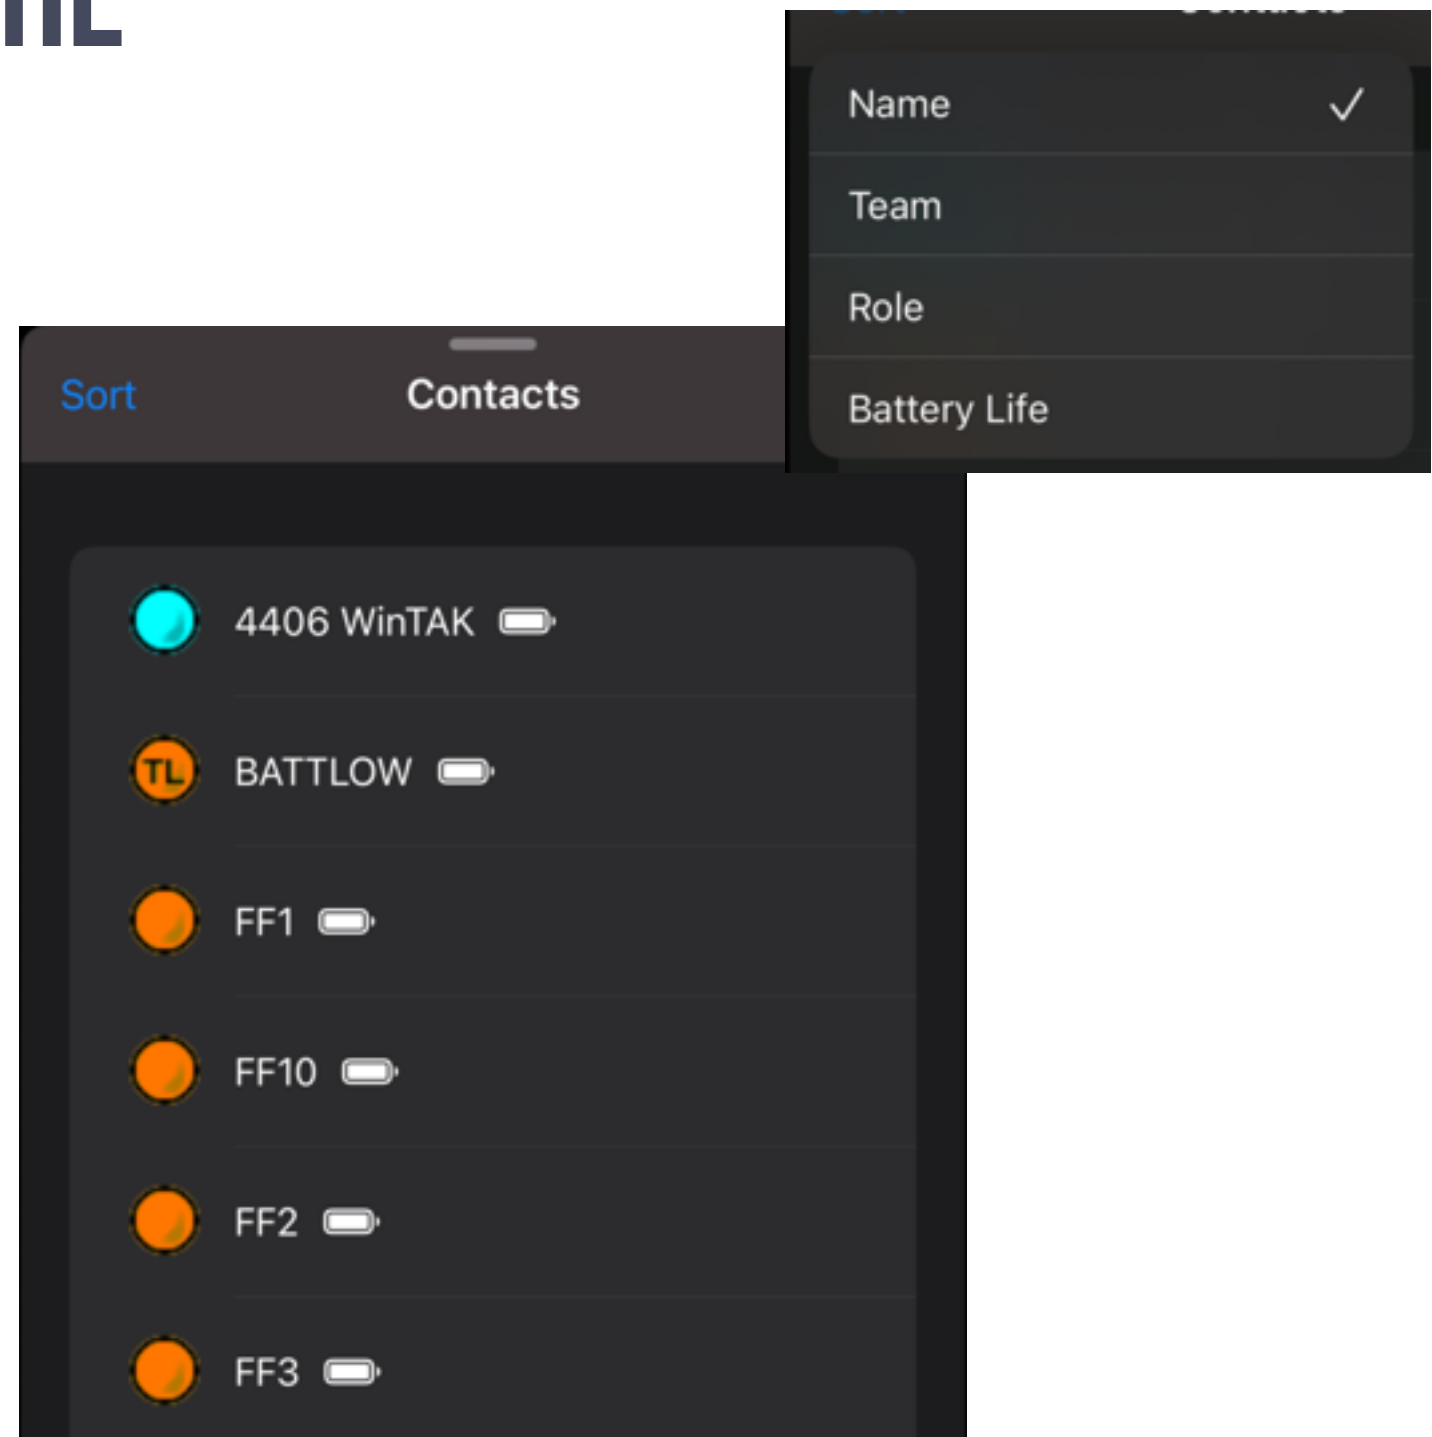 Name
Team
Role
Battery Life
Sort
Contacts
4406 WinTAK
TL
BATTLOW
FF1
FF10
FF2
FF3